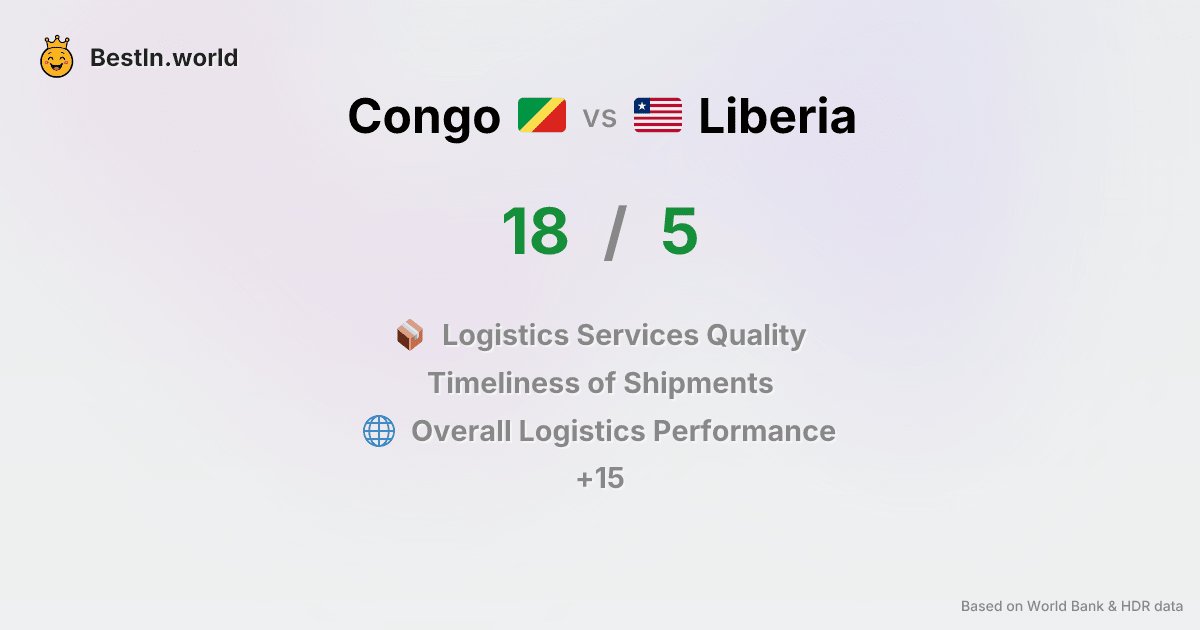 BestIn.world
Congo vs Liberia
18 / 5
Logistics Services Quality
Timeliness of Shipments
Overall Logistics Performance
+15
Based on World Bank & HDR data